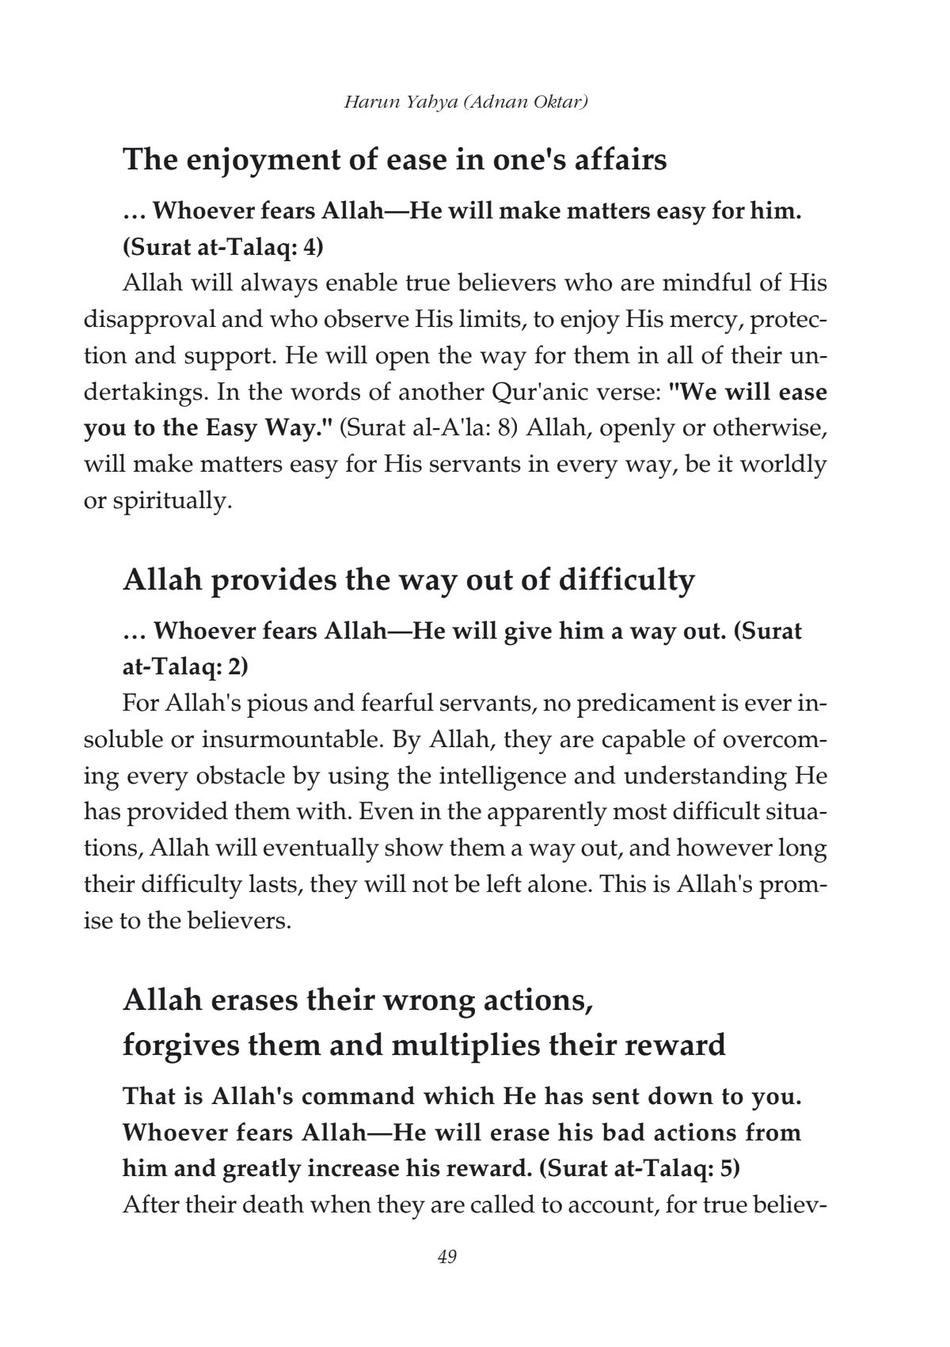 Harun Yahya (Adnan Oktar)
The enjoyment of ease in one's affairs
… Whoever fears Allah—He will make matters easy for him.
(Surat at-Talaq: 4)
Allah will always enable true believers who are mindful of His
disapproval and who observe His limits, to enjoy His mercy, protec-
tion and support. He will open the way for them in all of their un-
dertakings. In the words of another Qur'anic verse: "We will ease
you to the Easy Way." (Surat al-A'la: 8) Allah, openly or otherwise,
will make matters easy for His servants in every way, be it worldly
or spiritually.
Allah provides the way out of difficulty
… Whoever fears Allah—He will give him a way out. (Surat
at-Talaq: 2)
For Allah's pious and fearful servants, no predicament is ever in-
soluble or insurmountable. By Allah, they are capable of overcom-
ing every obstacle by using the intelligence and understanding He
has provided them with. Even in the apparently most difficult situa-
tions, Allah will eventually show them a way out, and however long
their difficulty lasts, they will not be left alone. This is Allah's prom-
ise to the believers.
Allah erases their wrong actions,
forgives them and multiplies their reward
That is Allah's command which He has sent down to you.
Whoever fears Allah—He will erase his bad actions from
him and greatly increase his reward. (Surat at-Talaq: 5)
After their death when they are called to account, for true believ-
49